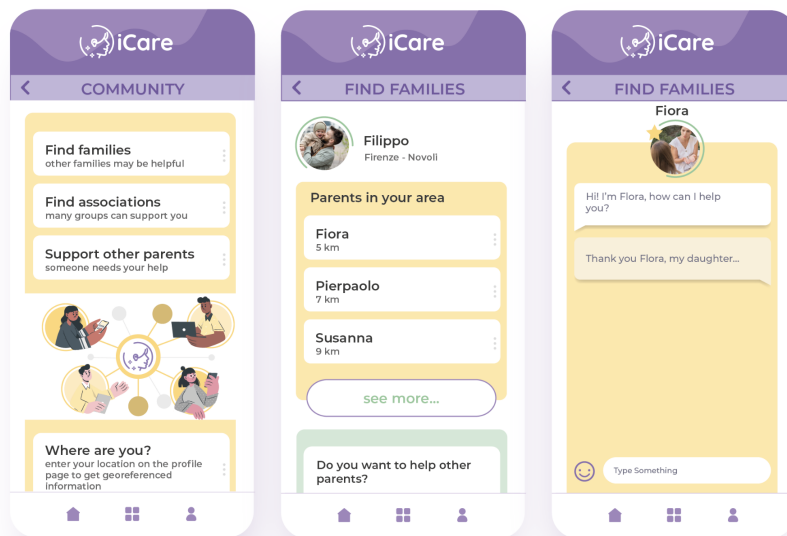 iCare
COMMUNITY
Find families
other families may be helpful
Find associations
many groups can support you
Support other parents
someone needs your help
Where are you?
enter your location on the profile
page to get georeferenced
information
iCare
FIND FAMILIES
Filippo
Firenze - Novoli
Parents in your area
Fiora
5 km
Pierpaolo
7 km
Susanna
9 km
see more...
Do you want to help other
parents?
iCare
FIND FAMILIES
Fiora
Hi! I'm Flora, how can I help
you?
Thank you Flora, my daughter...
Type Something